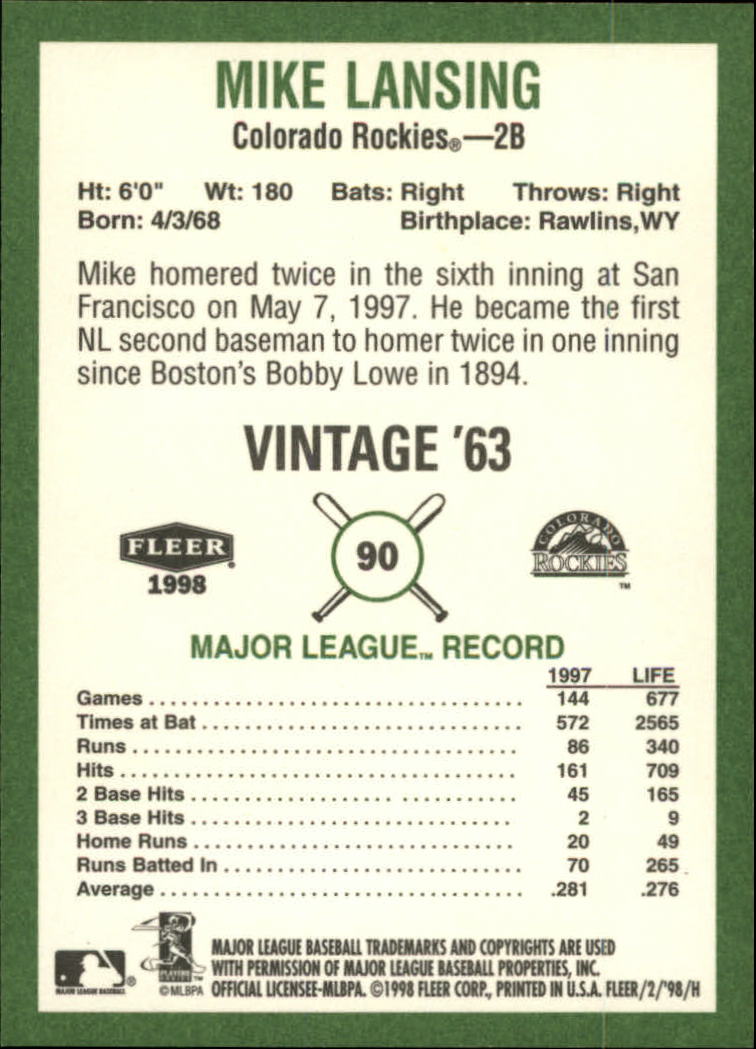 MIKE LANSING
Colorado Rockies®—2B
Ht: 6'0" Wt: 180 Bats: Right Throws: Right
Born: 4/3/68 Birthplace: Rawlins,WY
Mike homered twice in the sixth inning at San
Francisco on May 7, 1997. He became the first
NL second baseman to homer twice in one inning
since Boston's Bobby Lowe in 1894.
VINTAGE '63
FLEER®
1998
90
COLORADO
ROCKIES
TM
MAJOR LEAGUE™ RECORD
1997 LIFE
Games 144 677
Times at Bat 572 2565
Runs 86 340
Hits 161 709
2 Base Hits 45 165
3 Base Hits 2 9
Home Runs 20 49
Runs Batted In 70 265
Average .281 .276
MAJOR LEAGUE BASEBALL®
PLAYERS CHOICE™
©MLBPA
MAJOR LEAGUE BASEBALL TRADEMARKS AND COPYRIGHTS ARE USED
WITH PERMISSION OF MAJOR LEAGUE BASEBALL PROPERTIES, INC.
OFFICIAL LICENSEE-MLBPA. ©1998 FLEER CORP., PRINTED IN U.S.A. FLEER/2/'98/H